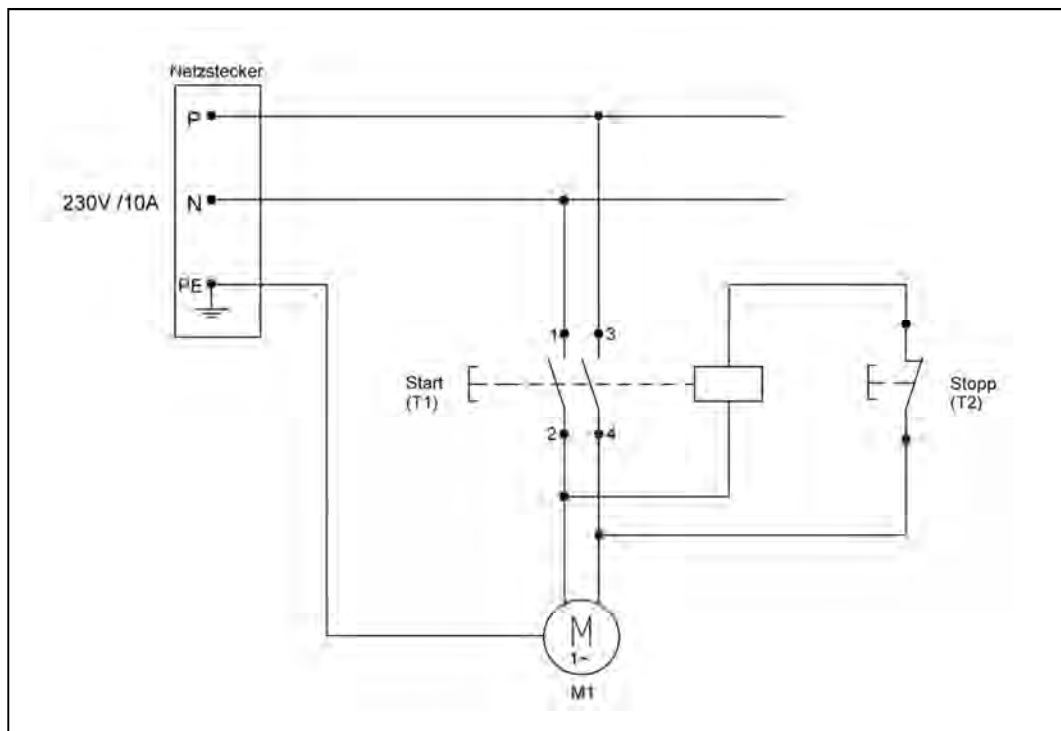 Netzstecker
P
230V /10A
N
PE
1
3
Start
(T1)
Stopp
(T2)
2
4
M
1~
M1